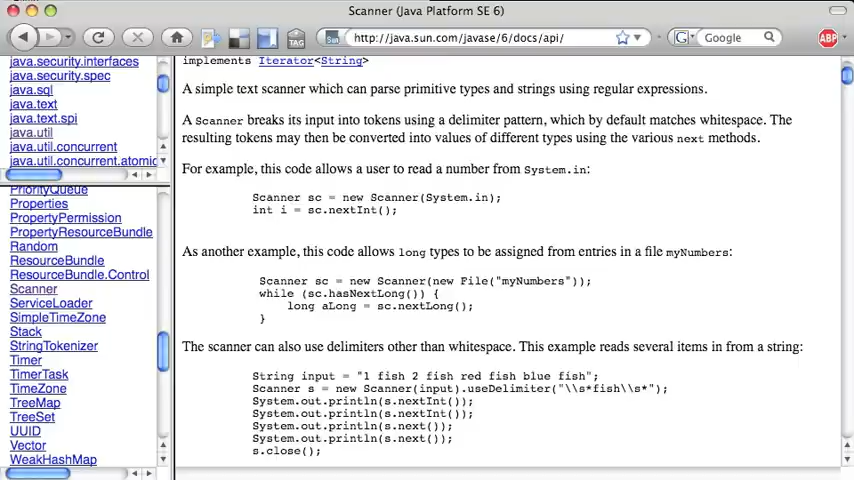 Scanner (Java Platform SE 6)
http://java.sun.com/javase/6/docs/api/
Google
TAG
Sun
ABP
java.security.interfaces
java.security.spec
java.sql
java.text
java.text.spi
java.util
java.util.concurrent
java.util.concurrent.atomic
PriorityQueue
Properties
PropertyPermission
PropertyResourceBundle
Random
ResourceBundle
ResourceBundle.Control
Scanner
ServiceLoader
SimpleTimeZone
Stack
StringTokenizer
Timer
TimerTask
TimeZone
TreeMap
TreeSet
UUID
Vector
WeakHashMap
implements Iterator<String>
A simple text scanner which can parse primitive types and strings using regular expressions.
A Scanner breaks its input into tokens using a delimiter pattern, which by default matches whitespace. The
resulting tokens may then be converted into values of different types using the various next methods.
For example, this code allows a user to read a number from System.in:
Scanner sc = new Scanner(System.in);
int i = sc.nextInt();
As another example, this code allows long types to be assigned from entries in a file myNumbers:
Scanner sc = new Scanner(new File("myNumbers"));
while (sc.hasNextLong()) {
long aLong = sc.nextLong();
}
The scanner can also use delimiters other than whitespace. This example reads several items in from a string:
String input = "1 fish 2 fish red fish blue fish";
Scanner s = new Scanner(input).useDelimiter("\\s*fish\\s*");
System.out.println(s.nextInt());
System.out.println(s.nextInt());
System.out.println(s.next());
System.out.println(s.next());
s.close();